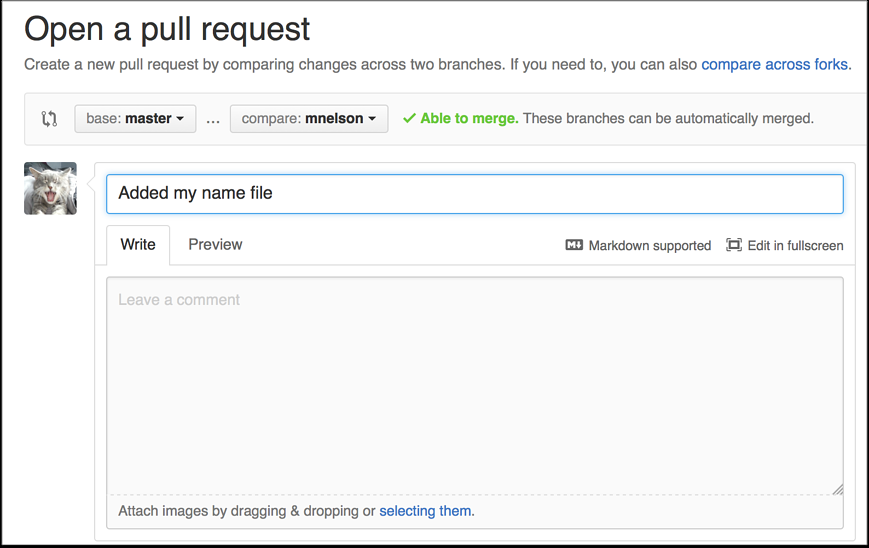 Open a pull request
Create a new pull request by comparing changes across two branches. If you need to, you can also compare across forks.
base: master ... compare: mnelson Able to merge. These branches can be automatically merged.
Added my name file
Write Preview Markdown supported Edit in fullscreen
Leave a comment
Attach images by dragging & dropping or selecting them.